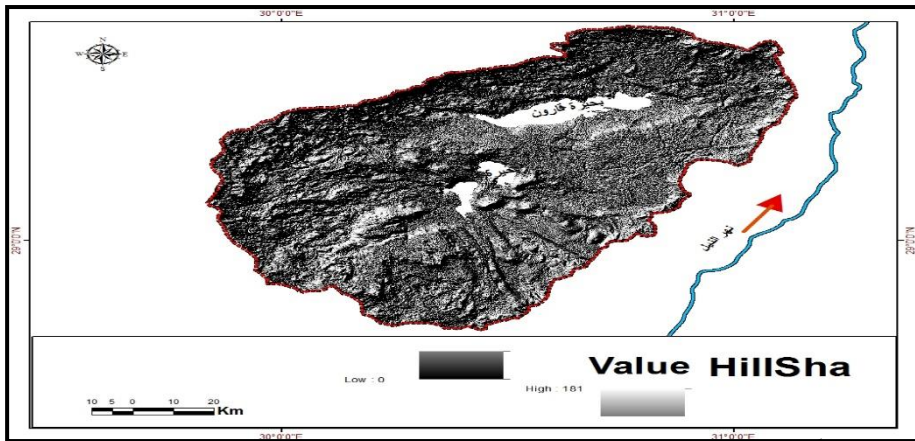 30°0'0"E 31°0'0"E
N
W E
S
بحيرة قارون
29°0'0"N 29°0'0"N
نهر النيل
Value HillSha
Low : 0
High : 181
10 5 0 10 20
Km
30°0'0"E 31°0'0"E